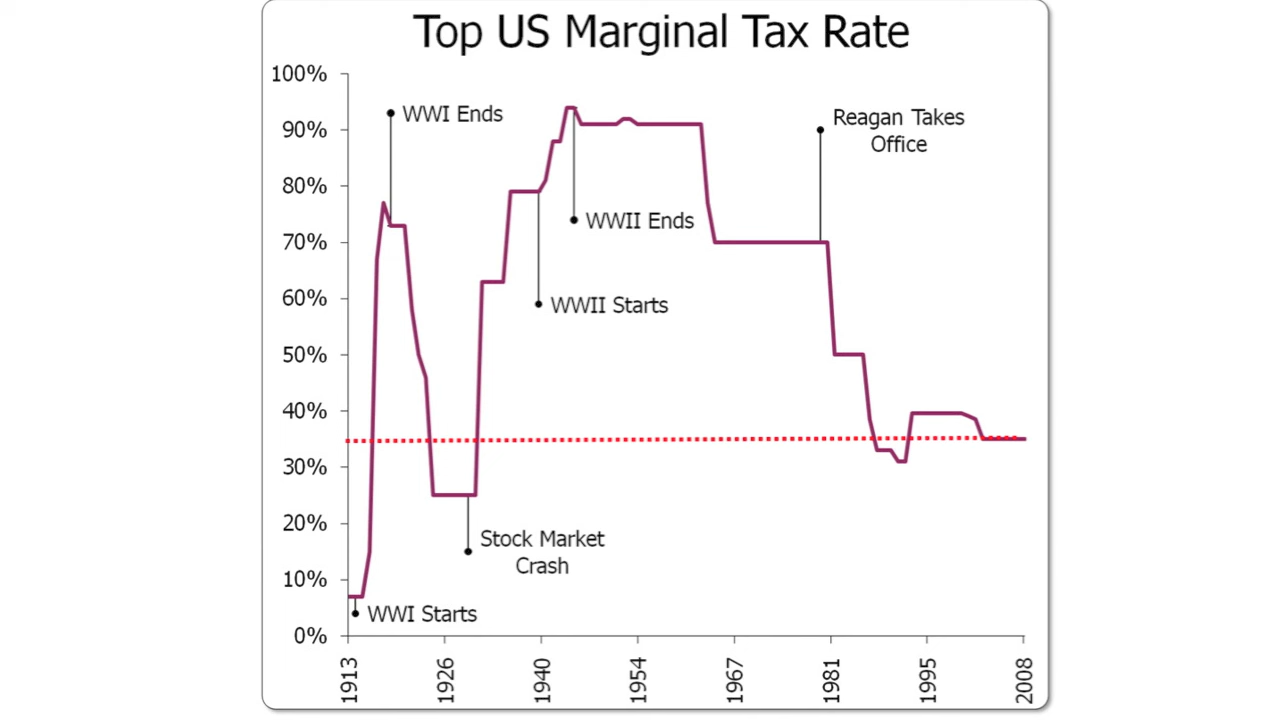 Top US Marginal Tax Rate
100%
90%
80%
70%
60%
50%
40%
30%
20%
10%
0%
WWI Ends
Reagan Takes
Office
WWII Ends
WWII Starts
Stock Market
Crash
WWI Starts
1913
1926
1940
1954
1967
1981
1995
2008